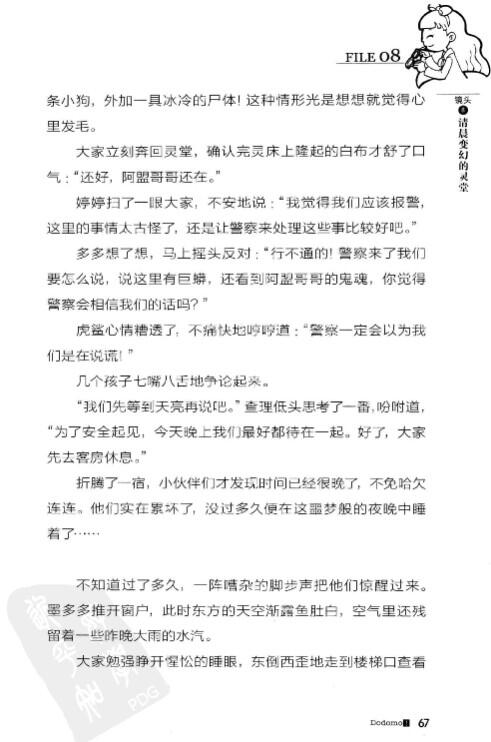 FILE 08
镜头
清晨变幻的灵堂
条小狗，外加一具冰冷的尸体！这种情形光是想想就觉得心
里发毛。
大家立刻奔回灵堂，确认完灵床上隆起的白布才舒了口
气：“还好，阿盟哥哥还在。”
婷婷扫了一眼大家，不安地说：“我觉得我们应该报警，
这里的事情太古怪了，还是让警察来处理这些事比较好吧。”
多多想了想，马上摇头反对：“行不通的！警察来了我们
要怎么说，说这里有巨蟒，还看到阿盟哥哥的鬼魂，你觉得
警察会相信我们的话吗？”
虎鲨心情糟透了，不痛快地哼哼道：“警察一定会以为我
们是在说谎！”
几个孩子七嘴八舌地争论起来。
“我们先等到天亮再说吧。”查理低头思考了一番，吩咐道，
“为了安全起见，今天晚上我们最好都待在一起。好了，大家
先去客房休息。”
折腾了一宿，小伙伴们才发现时间已经很晚了，不免哈欠
连连。他们实在累坏了，没过多久便在这噩梦般的夜晚中睡
着了……
不知道过了多久，一阵嘈杂的脚步声把他们惊醒过来。
墨多多推开窗户，此时东方的天空渐露鱼肚白，空气里还残
留着一些昨晚大雨的水汽。
大家勉强睁开惺忪的睡眼，东倒西歪地走到楼梯口查看
PDG
Dodomo! 67